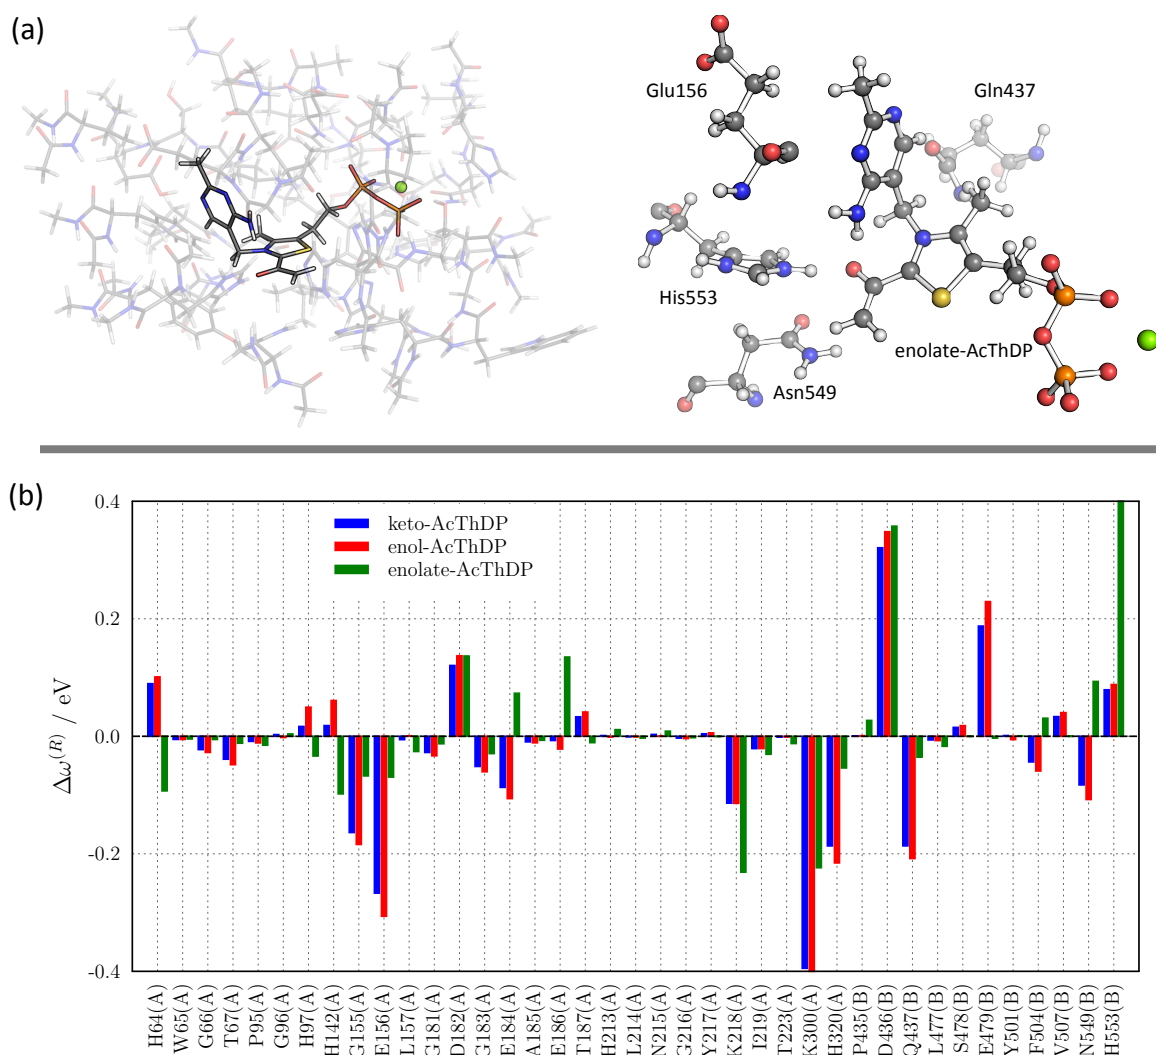 (a)
Glu156
Gln437
His553
enolate-AcThDP
Asn549
(b)
0.4
keto-AcThDP
enol-AcThDP
enolate-AcThDP
0.2
0.0
-0.2
-0.4
Δω(R) / eV
H64(A)
W65(A)
G66(A)
T67(A)
P95(A)
G96(A)
H97(A)
H142(A)
G155(A)
E156(A)
L157(A)
G181(A)
D182(A)
G183(A)
E184(A)
A185(A)
E186(A)
T187(A)
H213(A)
L214(A)
N215(A)
G216(A)
Y217(A)
K218(A)
I219(A)
T223(A)
K300(A)
H320(A)
P435(B)
D436(B)
Q437(B)
L477(B)
S478(B)
E479(B)
Y501(B)
F504(B)
V507(B)
N549(B)
H553(B)